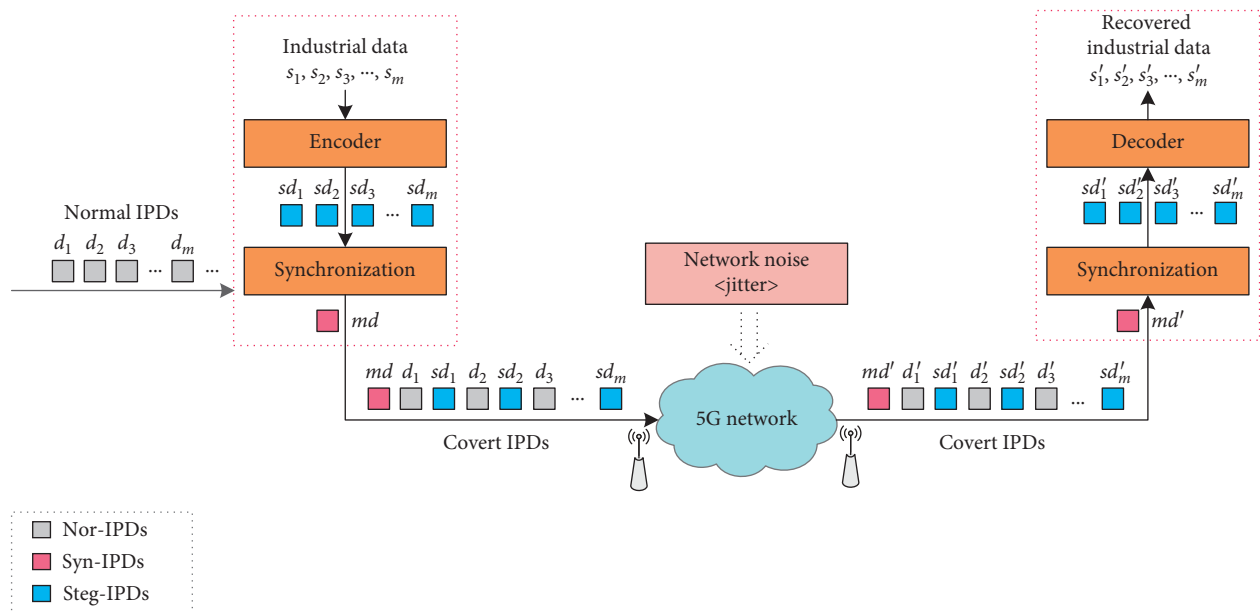 Industrial data
s₁, s₂, s₃, ···, sₘ
Encoder
sd₁ sd₂ sd₃ sdₘ
···
Normal IPDs
d₁ d₂ d₃ dₘ
··· ···
Synchronization
md
md d₁ sd₁ d₂ sd₂ d₃ sdₘ
···
Covert IPDs
Network noise
<jitter>
5G network
Recovered
industrial data
s′₁, s′₂, s′₃, ···, s′ₘ
Decoder
sd′₁ sd′₂ sd′₃ sd′ₘ
···
Synchronization
md′
md′ d′₁ sd′₁ d′₂ sd′₂ d′₃ sd′ₘ
...
Covert IPDs
Nor-IPDs
Syn-IPDs
Steg-IPDs